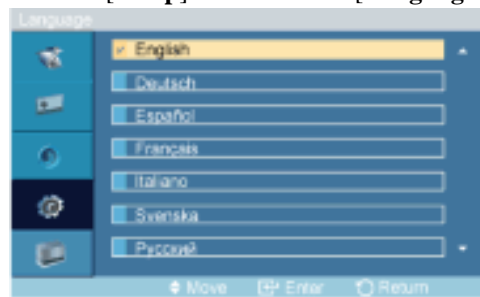 Language
English
Deutsch
Español
Français
Italiano
Svenska
Русский
Move Enter Return